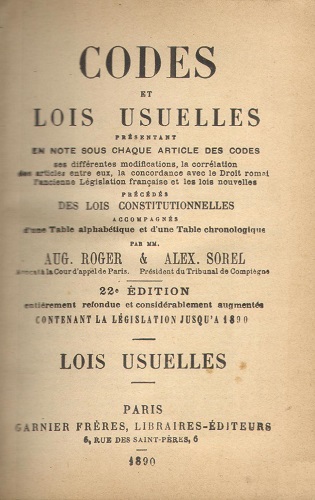 CODES
ET
LOIS USUELLES
PRÉSENTANT
EN NOTE SOUS CHAQUE ARTICLE DES CODES
ses différentes modifications, la corrélation
des articles entre eux, la concordance avec le Droit romai
l'ancienne Législation française et les lois nouvelles
PRÉCÉDÉS
DES LOIS CONSTITUTIONNELLES
ACCOMPAGNÉS
d'une Table alphabétique et d'une Table chronologique
PAR MM.
AUG. ROGER & ALEX. SOREL
Avocat à la Cour d'appel de Paris. Président du Tribunal de Compiègne
22e ÉDITION
entièrement refondue et considérablement augmentée
CONTENANT LA LÉGISLATION JUSQU'A 1890
LOIS USUELLES
PARIS
GARNIER FRÈRES, LIBRAIRES-ÉDITEURS
6, RUE DES SAINT-PÈRES, 6
1890